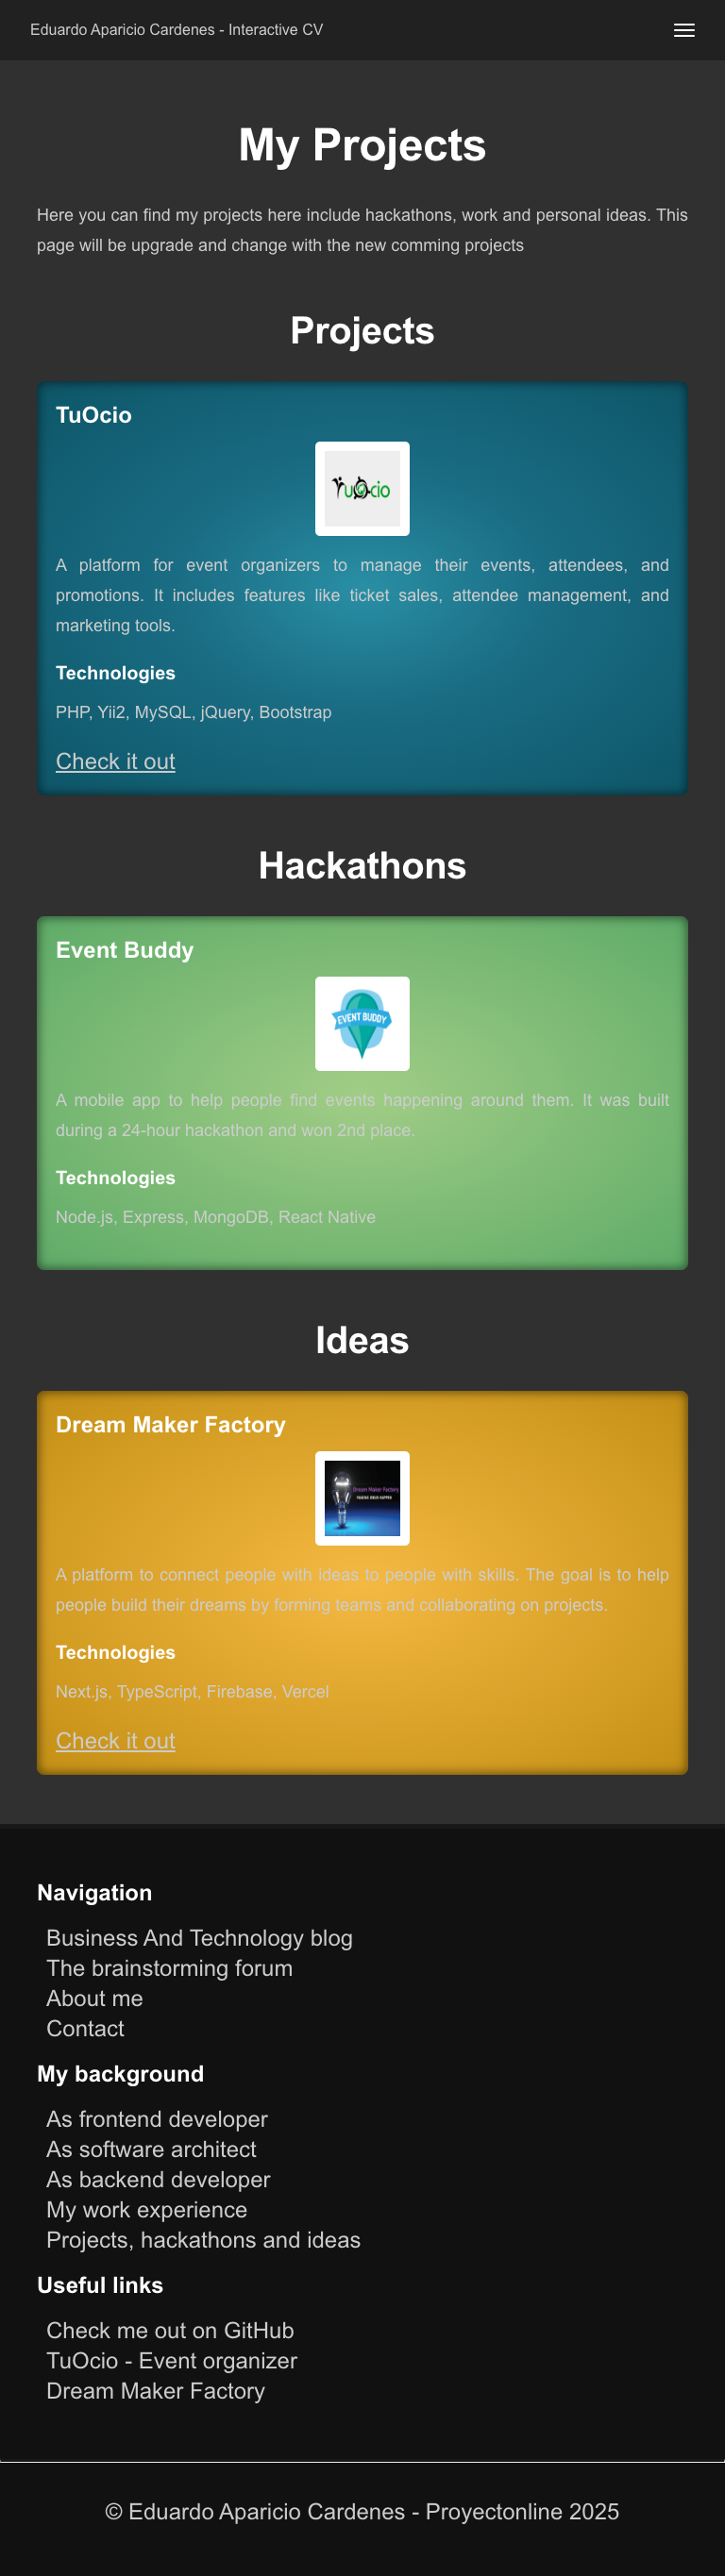 Eduardo Aparicio Cardenes - Interactive CV
My Projects
Here you can find my projects here include hackathons, work and personal ideas. This
page will be upgrade and change with the new comming projects
Projects
TuOcio
TuOcio
A platform for event organizers to manage their events, attendees, and
promotions. It includes features like ticket sales, attendee management, and
marketing tools.
Technologies
PHP, Yii2, MySQL, jQuery, Bootstrap
Check it out
Hackathons
Event Buddy
EVENT BUDDY
A mobile app to help people find events happening around them. It was built
during a 24-hour hackathon and won 2nd place.
Technologies
Node.js, Express, MongoDB, React Native
Ideas
Dream Maker Factory
Dream Maker Factory
A platform to connect people with ideas to people with skills. The goal is to help
people build their dreams by forming teams and collaborating on projects.
Technologies
Next.js, TypeScript, Firebase, Vercel
Check it out
Navigation
Business And Technology blog
The brainstorming forum
About me
Contact
My background
As frontend developer
As software architect
As backend developer
My work experience
Projects, hackathons and ideas
Useful links
Check me out on GitHub
TuOcio - Event organizer
Dream Maker Factory
© Eduardo Aparicio Cardenes - Proyectonline 2025